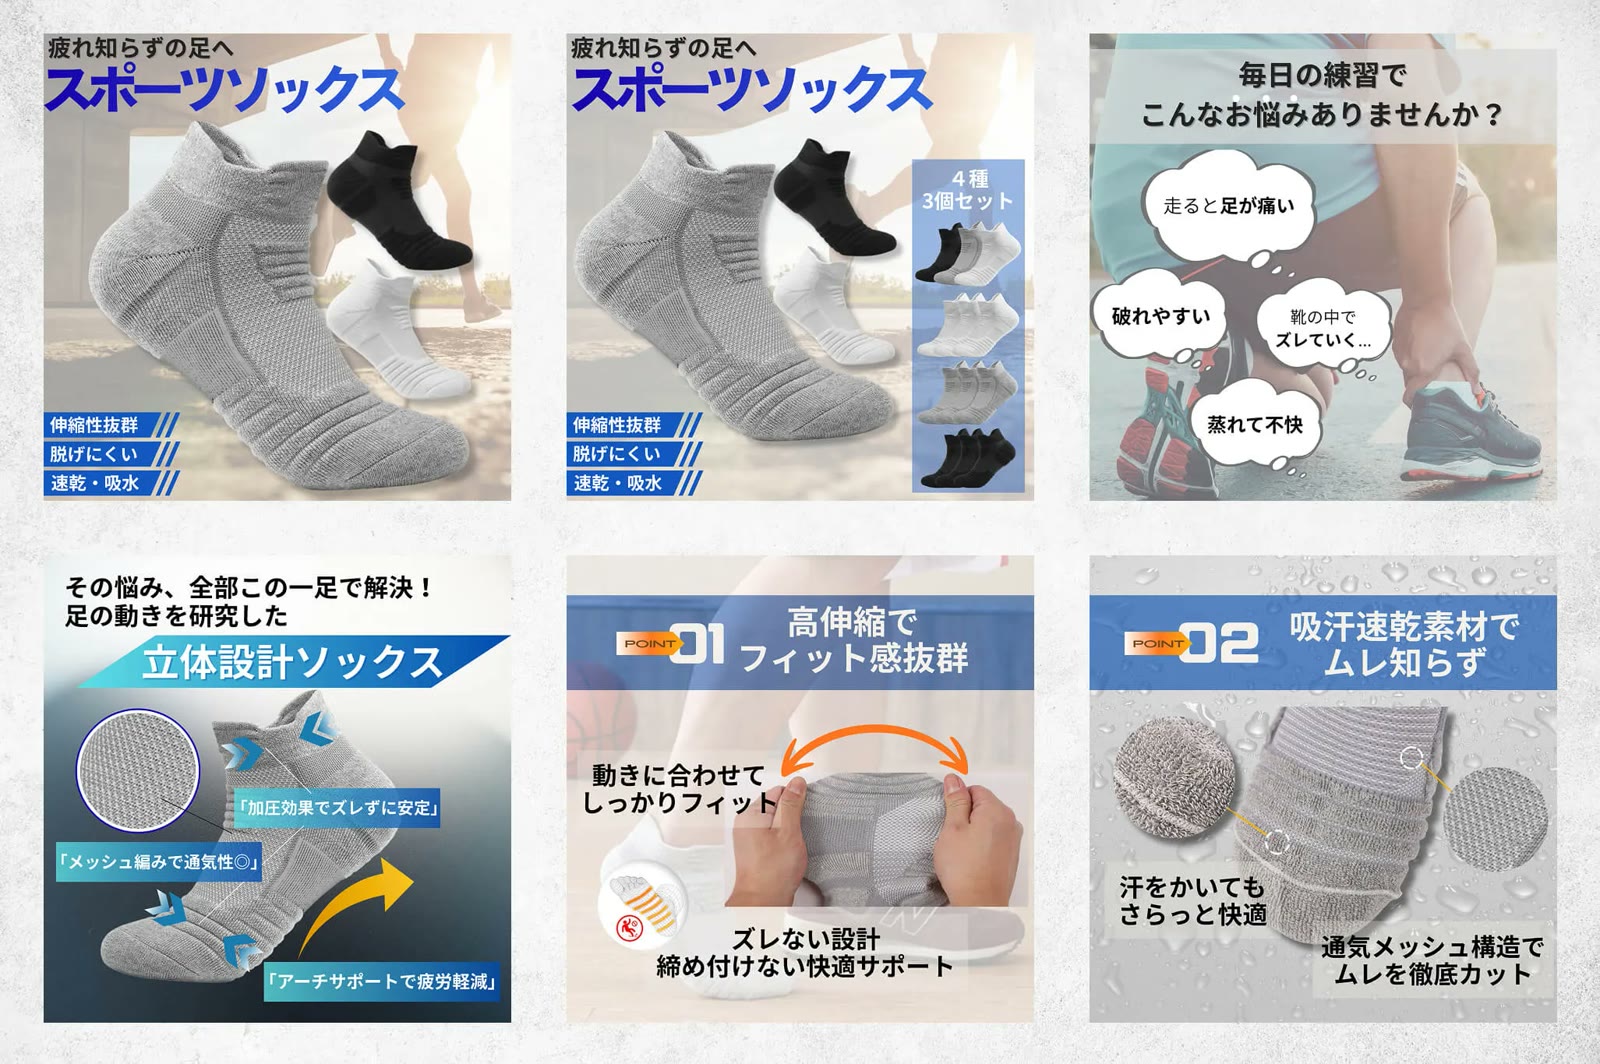 疲れ知らずの足へ
スポーツソックス
伸縮性抜群
脱げにくい
速乾・吸水
疲れ知らずの足へ
スポーツソックス
４種
3個セット
伸縮性抜群
脱げにくい
速乾・吸水
毎日の練習で
こんなお悩みありませんか？
走ると足が痛い
破れやすい
靴の中で
ズレていく...
蒸れて不快
その悩み、全部この一足で解決！
足の動きを研究した
立体設計ソックス
「加圧効果でズレずに安定」
「メッシュ編みで通気性◎」
「アーチサポートで疲労軽減」
POINT 01
高伸縮で
フィット感抜群
動きに合わせて
しっかりフィット
ズレない設計
締め付けない快適サポート
POINT 02
吸汗速乾素材で
ムレ知らず
汗をかいても
さらっと快適
通気メッシュ構造で
ムレを徹底カット